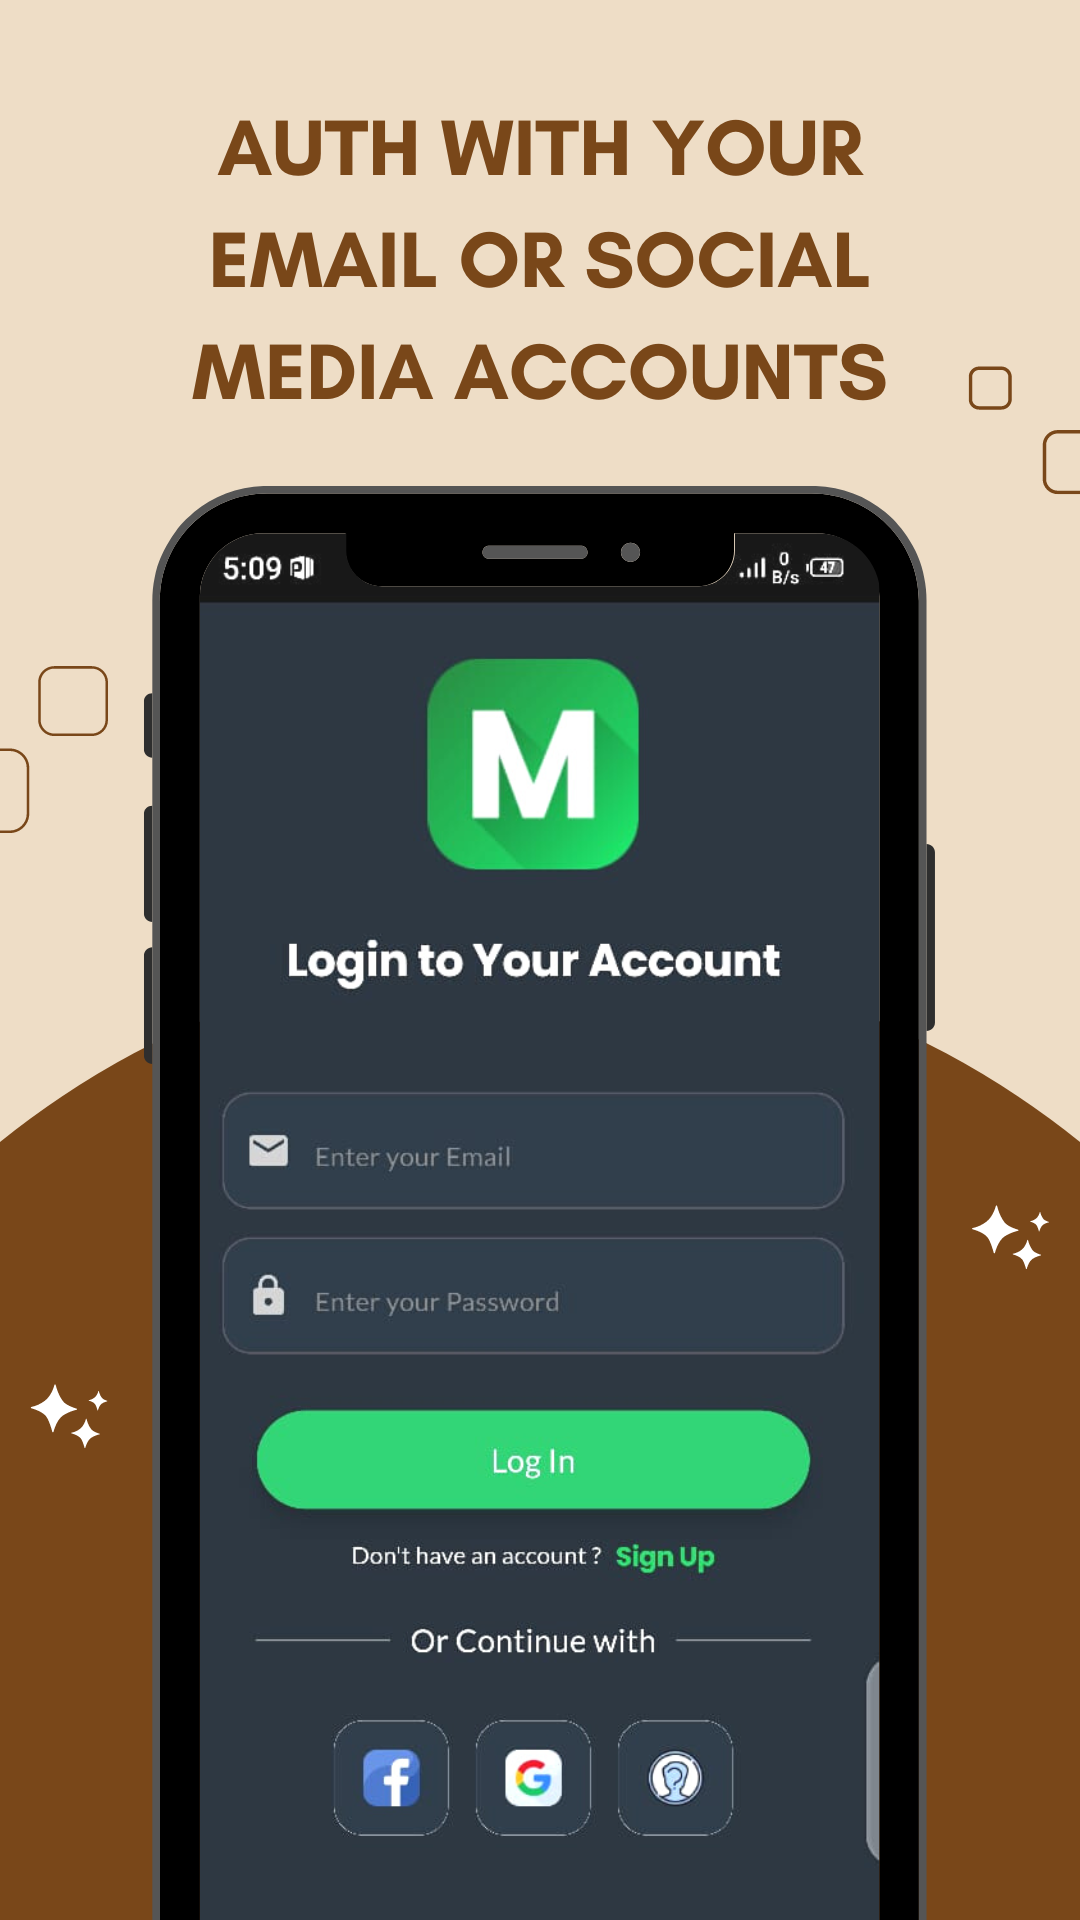 AUTH WITH YOUR
EMAIL OR SOCIAL
MEDIA ACCOUNTS
5:09
0
B/s
47
M
Login to Your Account
Enter your Email
Enter your Password
Log In
Don't have an account ? Sign Up
Or Continue with
f
G
?